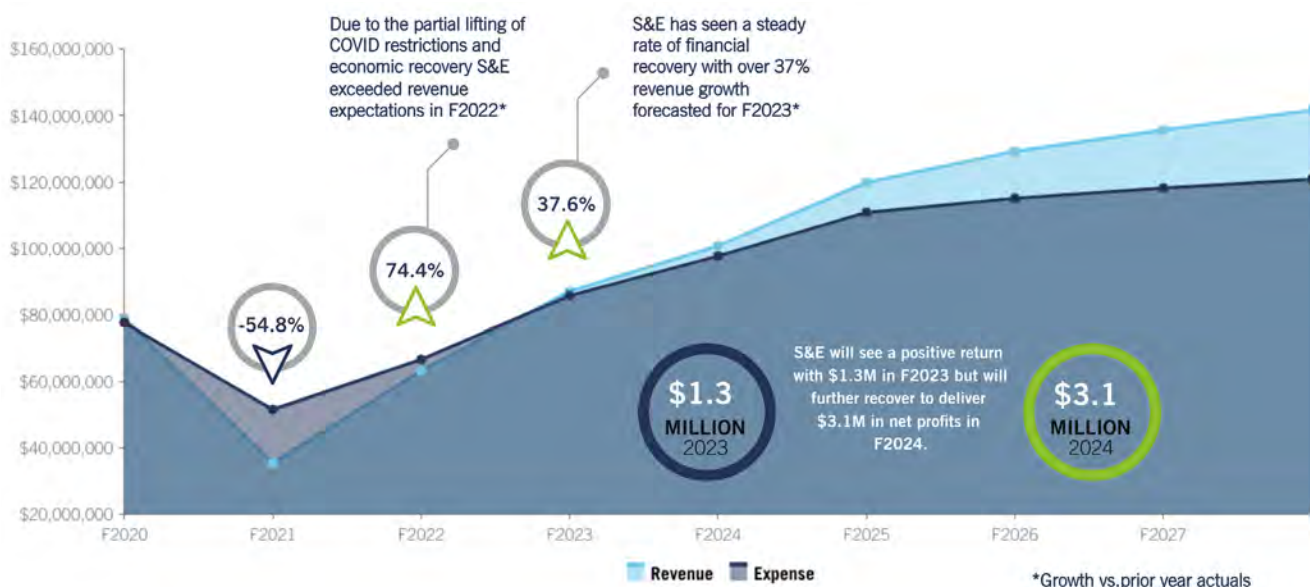 Due to the partial lifting of
COVID restrictions and
economic recovery S&E
exceeded revenue
expectations in F2022*
S&E has seen a steady
rate of financial
recovery with over 37%
revenue growth
forecasted for F2023*
$160,000,000
$140,000,000
$120,000,000
$100,000,000
$80,000,000
$60,000,000
$40,000,000
$20,000,000
-54.8%
74.4%
37.6%
$1.3
MILLION
2023
S&E will see a positive return
with $1.3M in F2023 but will
further recover to deliver
$3.1M in net profits in
F2024.
$3.1
MILLION
2024
F2020
F2021
F2022
F2023
F2024
F2025
F2026
F2027
Revenue
Expense
*Growth vs.prior year actuals